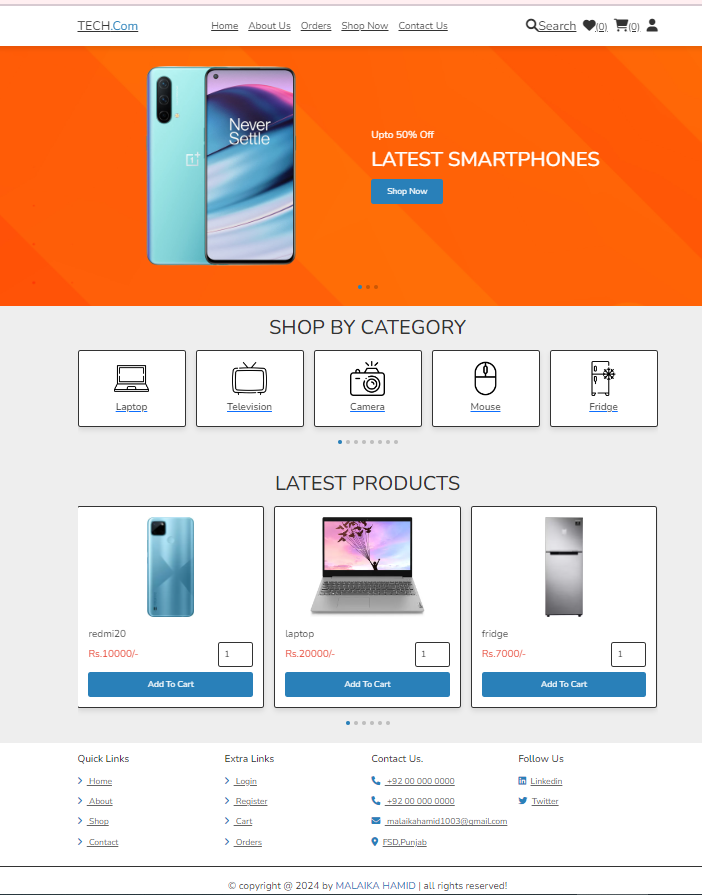 TECH.Com Home About Us Orders Shop Now Contact Us Search (0) (0)
Never
Settle
Upto 50% Off
LATEST SMARTPHONES
Shop Now
SHOP BY CATEGORY
Laptop Television Camera Mouse Fridge
LATEST PRODUCTS
redmi20 laptop fridge
Rs.10000/- 1 Rs.20000/- 1 Rs.7000/- 1
Add To Cart Add To Cart Add To Cart
Quick Links Extra Links Contact Us. Follow Us
Home Login +92 00 000 0000 Linkedin
About Register +92 00 000 0000 Twitter
Shop Cart malaikahamid1003@gmail.com
Contact Orders FSD,Punjab
© copyright @ 2024 by MALAIKA HAMID | all rights reserved!